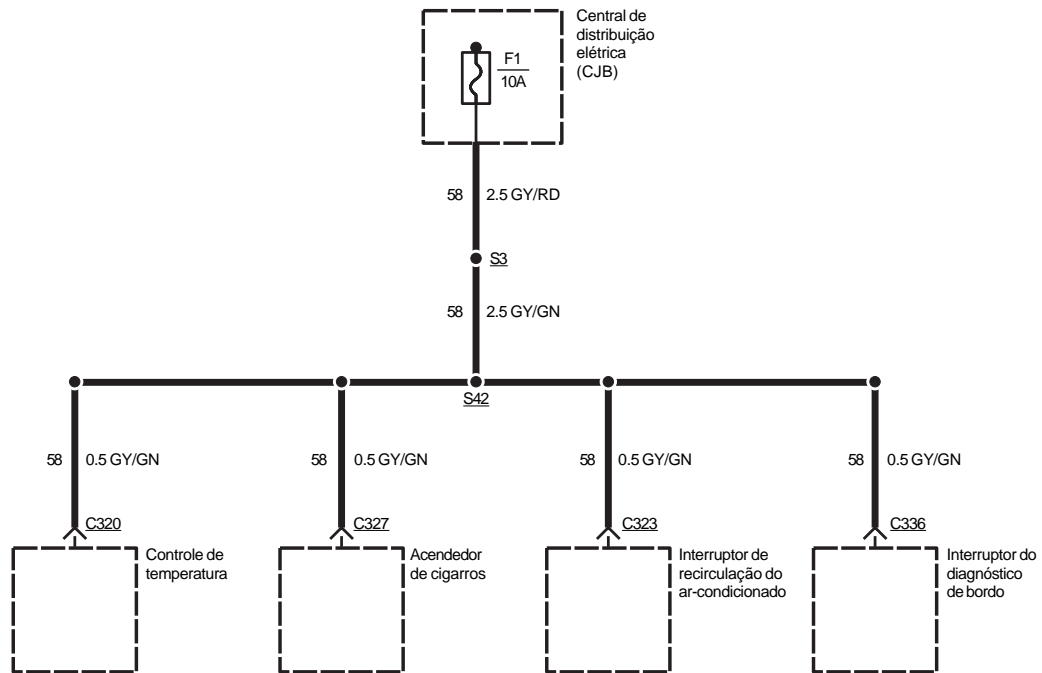 Central de
distribuição
elétrica
(CJB)
F1
10A
58
2.5 GY/RD
S3
58
2.5 GY/GN
S42
58
0.5 GY/GN
58
0.5 GY/GN
58
0.5 GY/GN
58
0.5 GY/GN
C320
C327
C323
C336
Controle de
temperatura
Acendedor
de cigarros
Interruptor de
recirculação do
ar-condicionado
Interruptor do
diagnóstico
de bordo